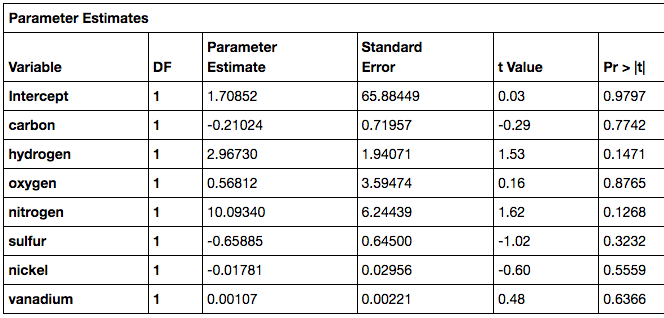 Parameter Estimates
Variable DF Parameter Estimate Standard Error t Value Pr > |t|
Intercept 1 1.70852 65.88449 0.03 0.9797
carbon 1 -0.21024 0.71957 -0.29 0.7742
hydrogen 1 2.96730 1.94071 1.53 0.1471
oxygen 1 0.56812 3.59474 0.16 0.8765
nitrogen 1 10.09340 6.24439 1.62 0.1268
sulfur 1 -0.65885 0.64500 -1.02 0.3232
nickel 1 -0.01781 0.02956 -0.60 0.5559
vanadium 1 0.00107 0.00221 0.48 0.6366